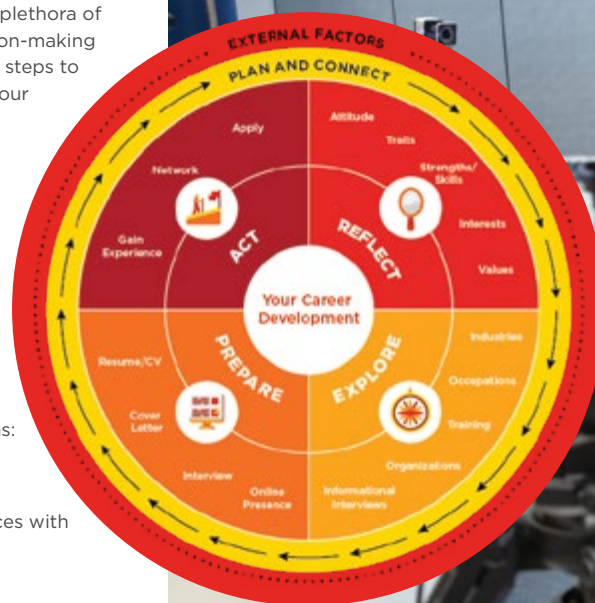 plethora of
on-making
steps to
our
s:
ces with
EXTERNAL FACTORS
PLAN AND CONNECT
Your Career
Development
REFLECT
Attitude
Traits
Strengths/
Skills
Interests
Values
EXPLORE
Industries
Occupations
Training
Organizations
Informational
Interviews
PREPARE
Online
Presence
Interview
Cover
Letter
Resume/CV
ACT
Gain
Experience
Network
Apply